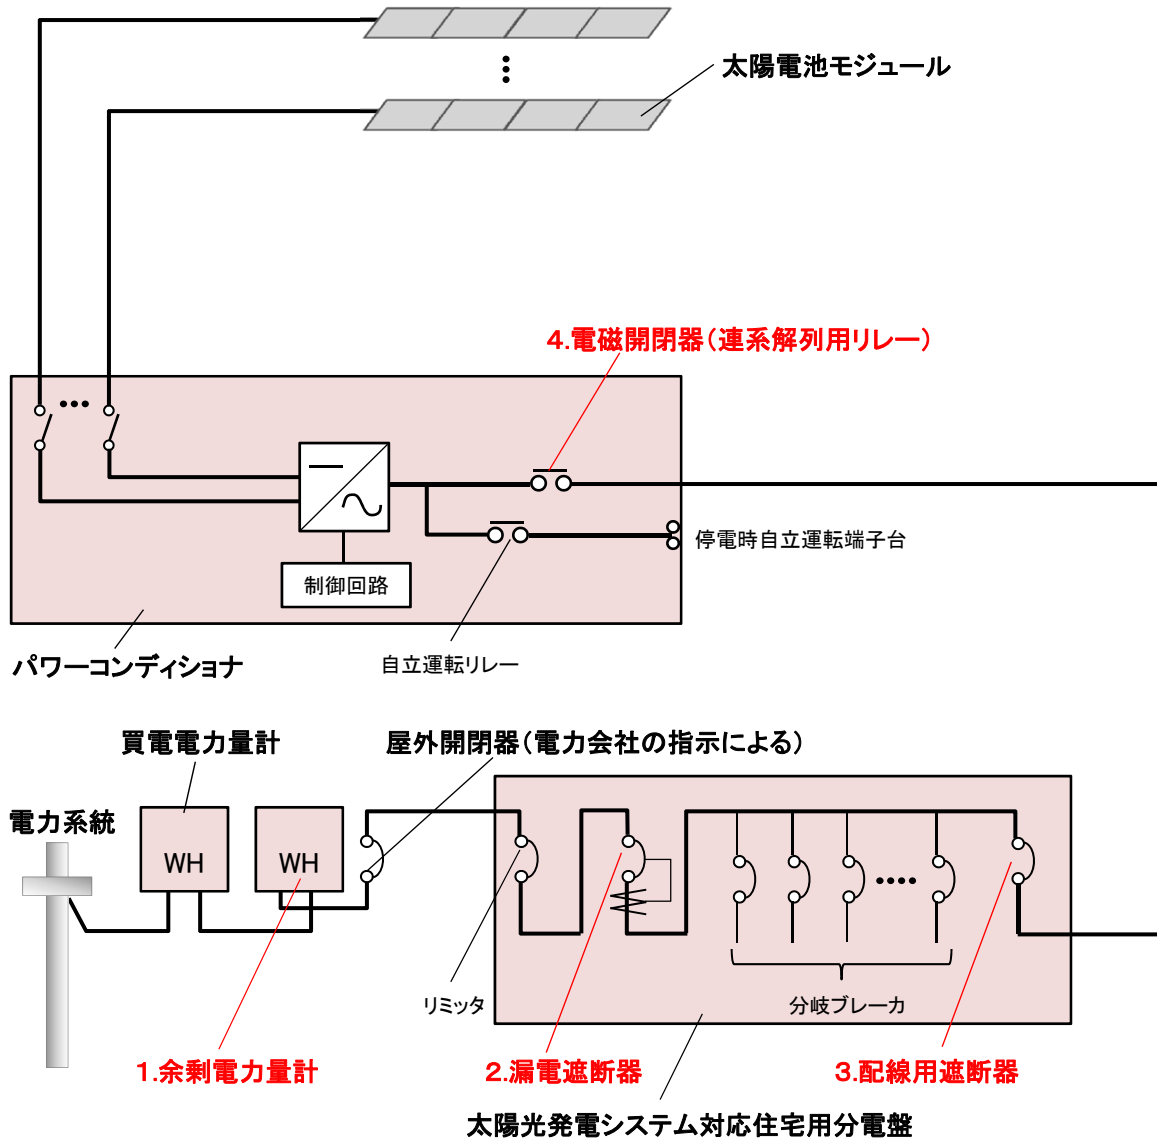 太陽電池モジュール
4.電磁開閉器(連系解列用リレー)
停電時自立運転端子台
制御回路
パワーコンディショナ
自立運転リレー
買電電力量計
屋外開閉器(電力会社の指示による)
電力系統
WH
WH
リミッタ
分岐ブレーカ
1.余剰電力量計
2.漏電遮断器
3.配線用遮断器
太陽光発電システム対応住宅用分電盤